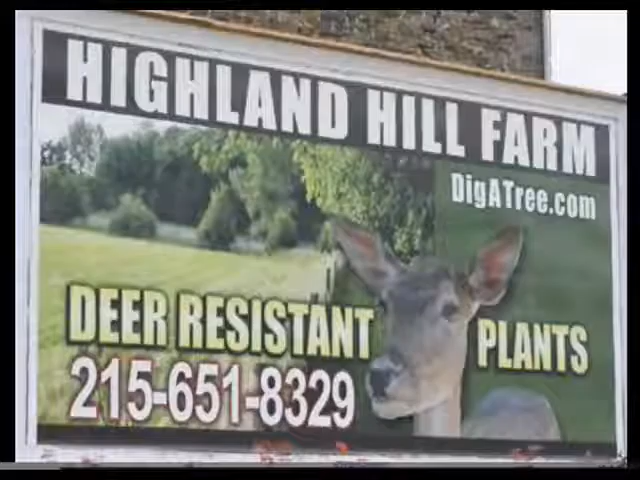 HIGHLAND HILL FARM
DigATree.com
DEER RESISTANT PLANTS
215-651-8329